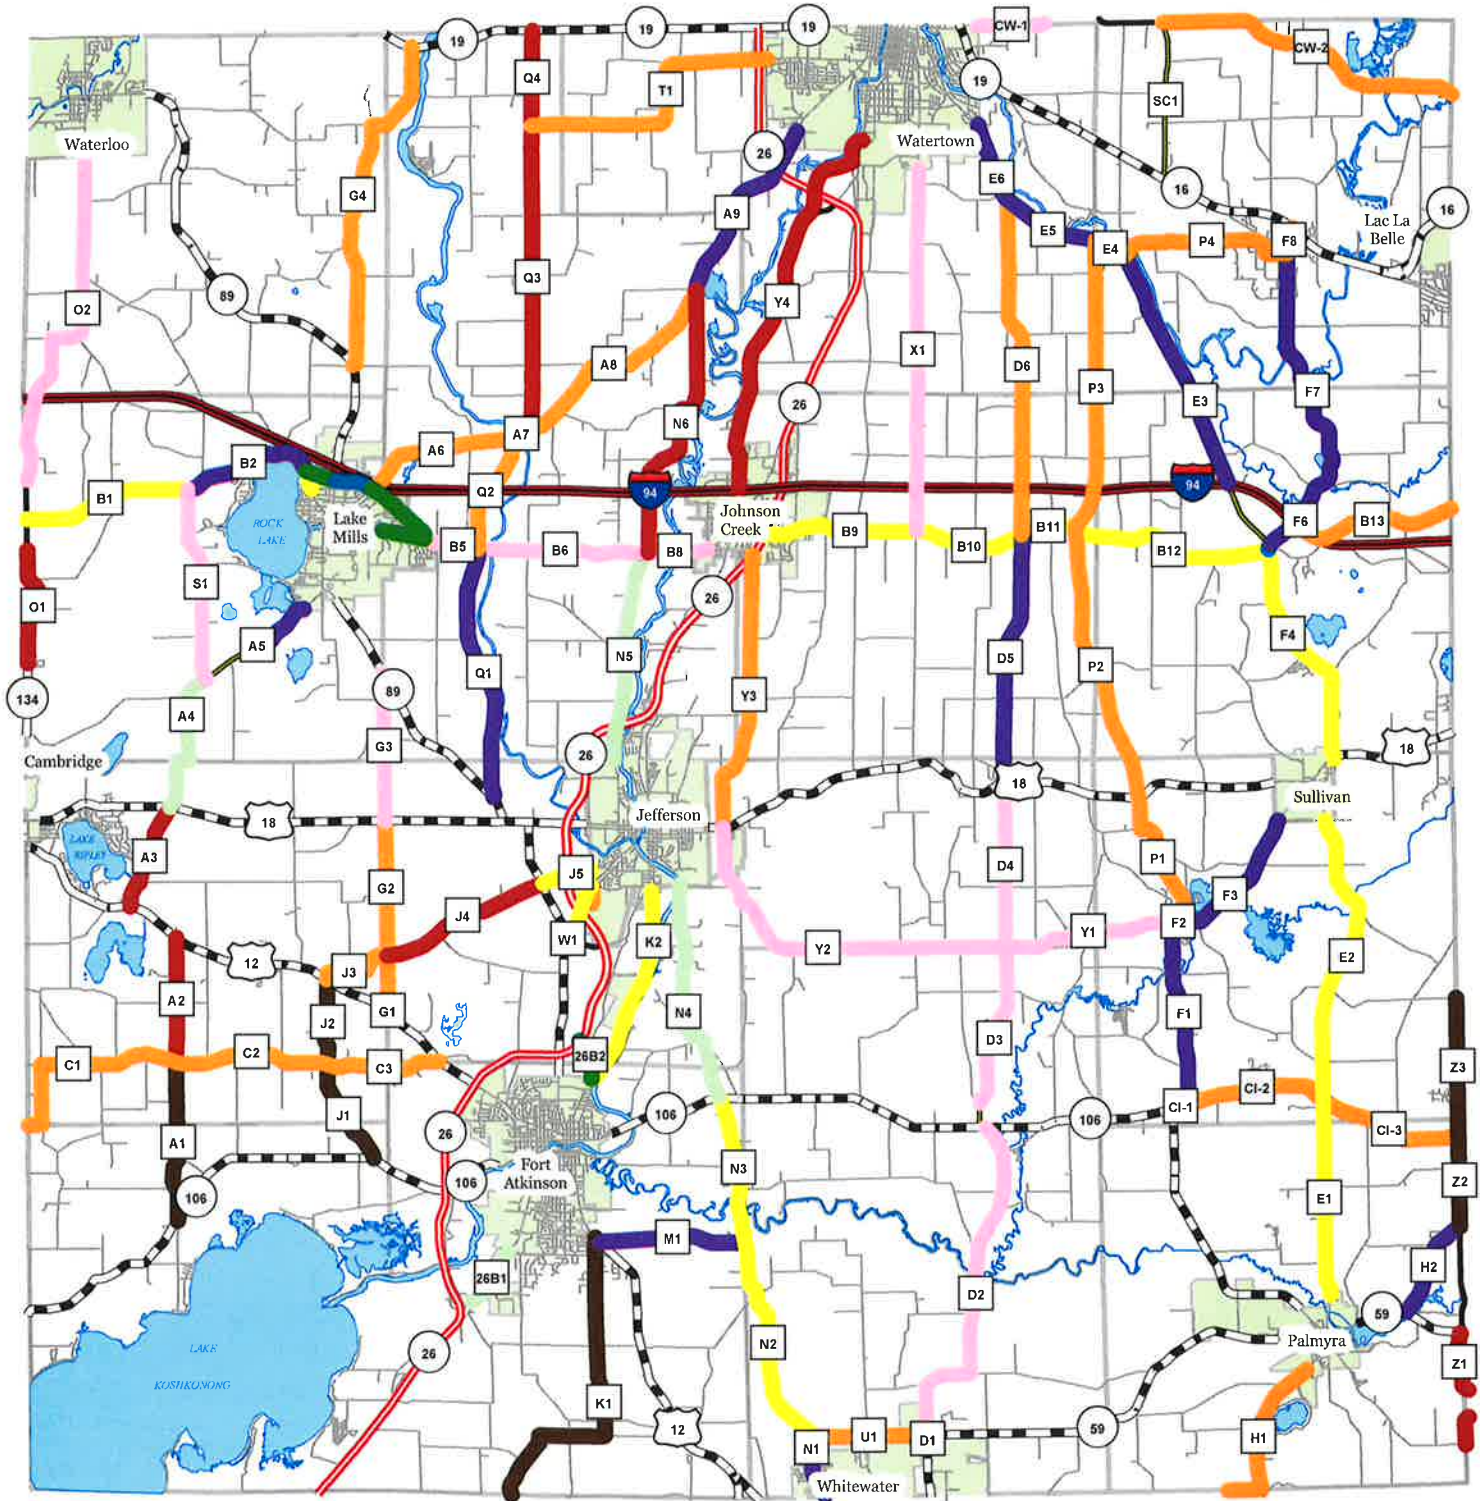 19
19
19
CW-1
CW-2
Q4
T1
19
SC1
26
Waterloo
Watertown
E6
16
G4
A9
E5
E4
P4
F8
Lac La
Belle
16
89
O2
Q3
Y4
A8
X1
D6
P3
E3
F7
26
N6
A7
A6
B2
B1
Q2
94
94
ROCK
LAKE
Lake
Mills
Johnson
Creek
B5
B6
B8
B9
B10
B11
B12
F6
B13
S1
O1
26
A5
F4
N5
D5
P2
Q1
134
89
Y3
A4
G3
26
Cambridge
18
18
18
Sullivan
Jefferson
LAKE
RIPLEY
A3
P1
D4
J5
G2
F3
J4
W1
K2
Y2
Y1
F2
E2
12
J3
A2
G1
N4
F1
J2
D3
C1
C2
C3
26B2
Z3
CI-2
J1
106
106
CI-1
CI-3
26
A1
N3
Fort
Atkinson
106
106
E1
Z2
M1
H2
26B1
D2
59
N2
Palmyra
26
LAKE
KOSHKONONG
Z1
K1
12
59
N1
U1
D1
H1
Whitewater